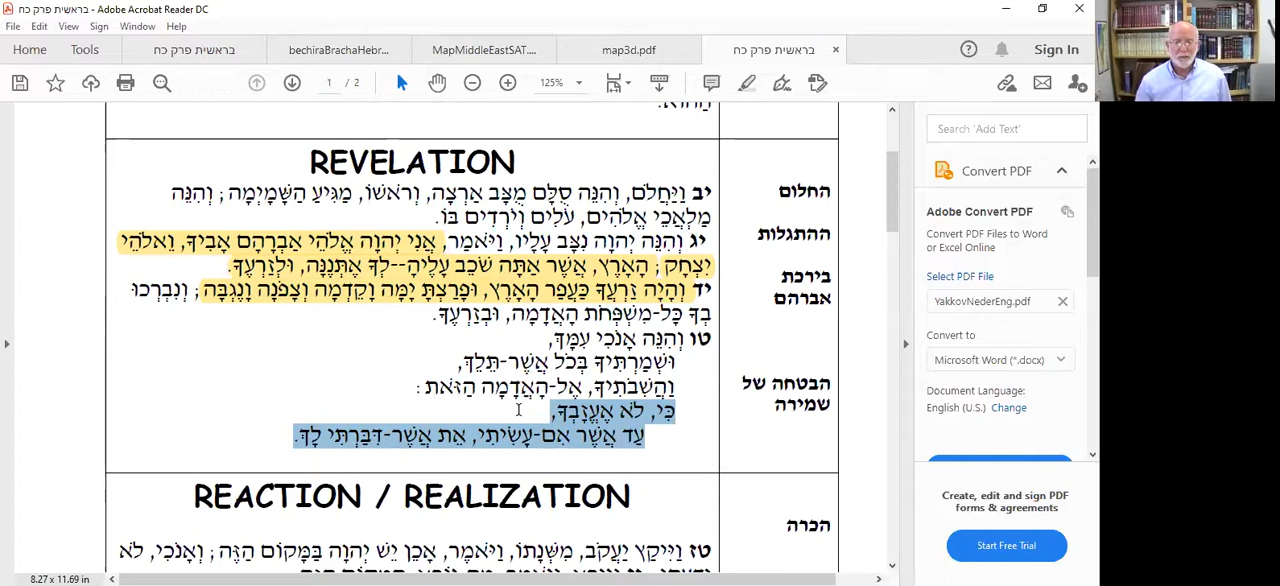 בראשית פרק כח - Adobe Acrobat Reader DC
File Edit View Sign Window Help
Home Tools בראשית פרק כח bechiraBrachaHebr... MapMiddleEastSAT.... map3d.pdf בראשית פרק כח × Sign In
1 / 2 125%
הַהוּא.
REVELATION
החלום
יב וַיַּחֲלֹם, וְהִנֵּה סֻלָּם מֻצָּב אַרְצָה, וְרֹאשׁוֹ, מַגִּיעַ הַשָּׁמָיְמָה; וְהִנֵּה
מַלְאֲכֵי אֱלֹהִים, עֹלִים וְיֹרְדִים בּוֹ.
ההתגלות
יג וְהִנֵּה יְהוָה נִצָּב עָלָיו, וַיֹּאמַר, אֲנִי יְהוָה אֱלֹהֵי אַבְרָהָם אָבִיךָ, וֵאלֹהֵי
יִצְחָק; הָאָרֶץ, אֲשֶׁר אַתָּה שֹׁכֵב עָלֶיהָ--לְךָ אֶתְּנֶנָּה, וּלְזַרְעֶךָ.
בירכת
אברהם
יד וְהָיָה זַרְעֲךָ כַּעֲפַר הָאָרֶץ, וּפָרַצְתָּ יָמָּה וָקֵדְמָה וְצָפֹנָה וָנֶגְבָּה; וְנִבְרְכוּ
בְךָ כָּל-מִשְׁפְּחֹת הָאֲדָמָה, וּבְזַרְעֶךָ.
טו וְהִנֵּה אָנֹכִי עִמָּךְ,
וּשְׁמַרְתִּיךָ בְּכֹל אֲשֶׁר-תֵּלֵךְ,
הבטחה של
שמירה
וַהֲשִׁבֹתִיךָ, אֶל-הָאֲדָמָה הַזֹּאת :
כִּי, לֹא אֶעֱזָבְךָ,
עַד אֲשֶׁר אִם-עָשִׂיתִי, אֵת אֲשֶׁר-דִּבַּרְתִּי לָךְ.
REACTION / REALIZATION
הכרה
טז וַיִּיקַץ יַעֲקֹב, מִשְּׁנָתוֹ, וַיֹּאמֶר, אָכֵן יֵשׁ יְהוָה בַּמָּקוֹם הַזֶּה; וְאָנֹכִי, לֹא
8.27 x 11.69 in
Search 'Add Text'
Convert PDF
Adobe Convert PDF
Convert PDF Files to Word
or Excel Online
Select PDF File
YakkovNederEng.pdf ×
Convert to
Microsoft Word (*.docx)
Document Language:
English (U.S.) Change
Create, edit and sign PDF
forms & agreements
Start Free Trial